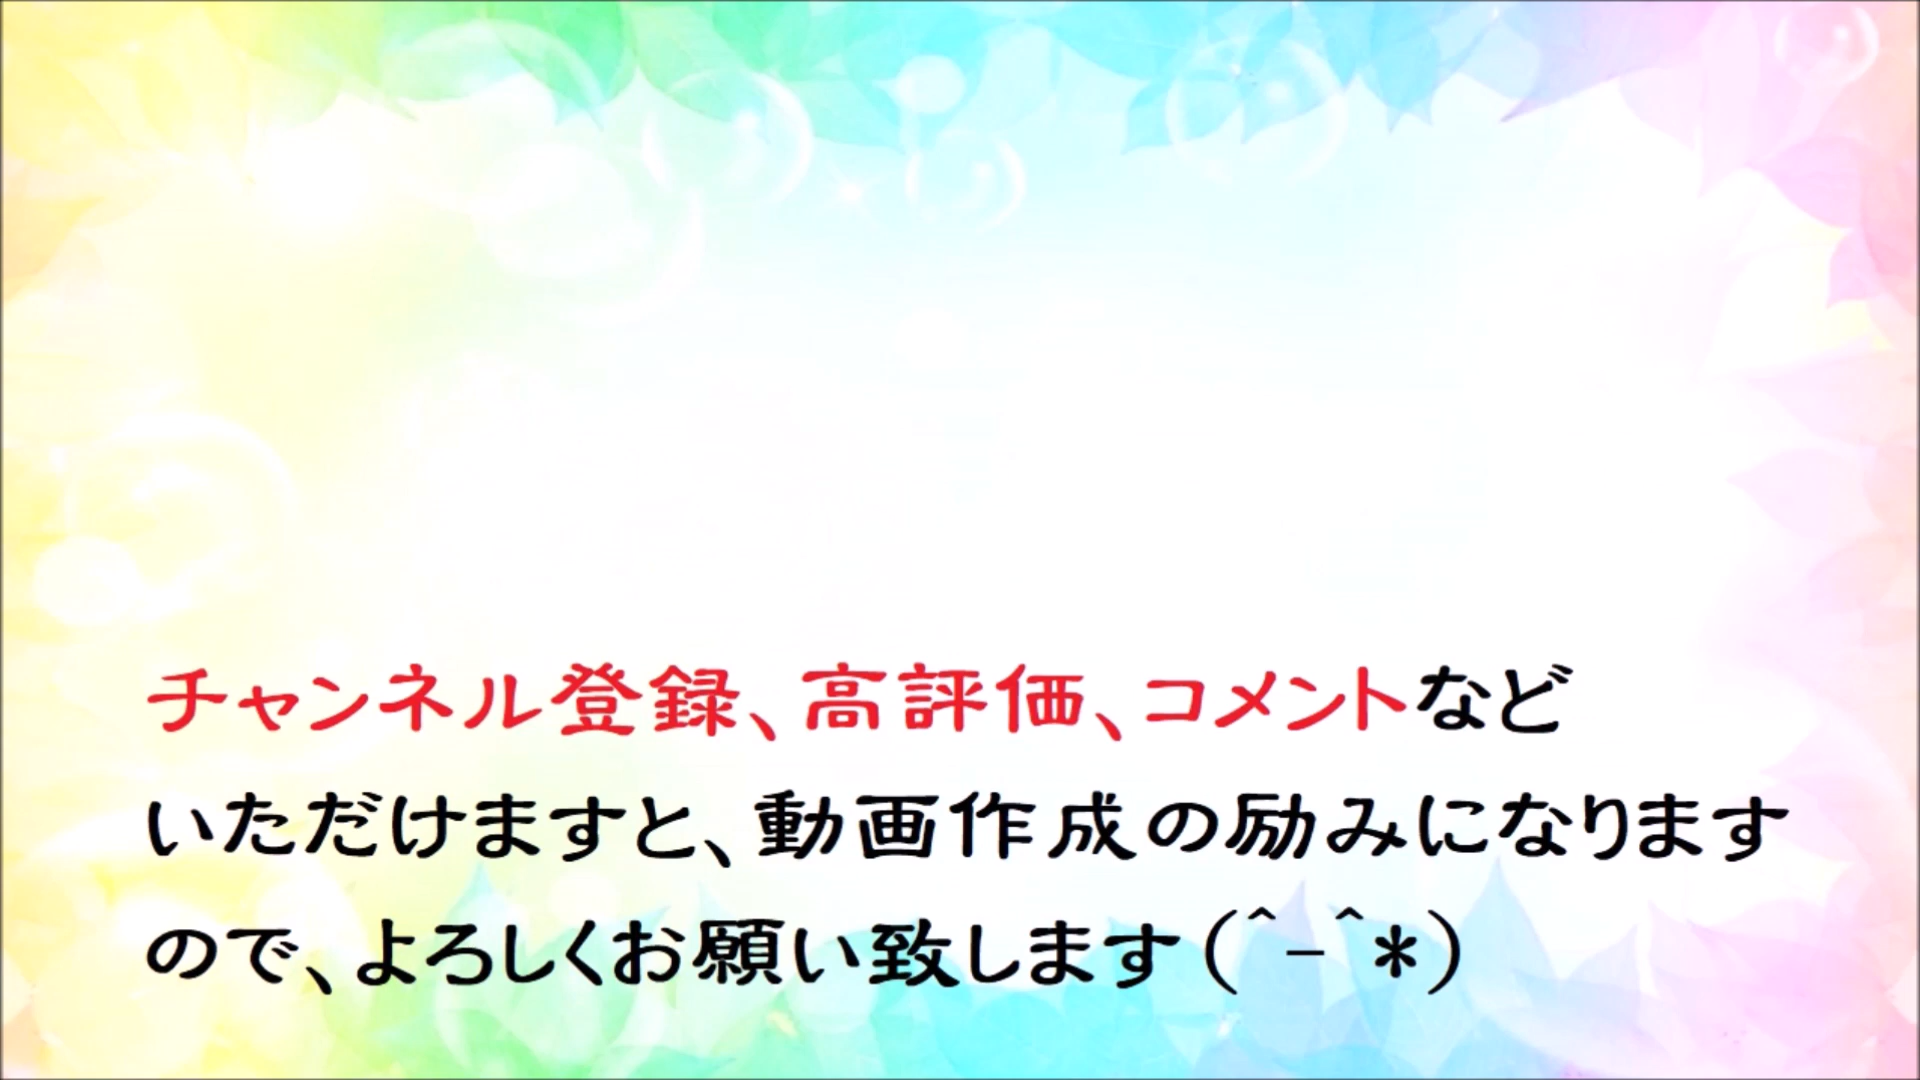 チャンネル登録、高評価、コメントなど
いただけますと、動画作成の励みになります
ので、よろしくお願い致します(^-^*)